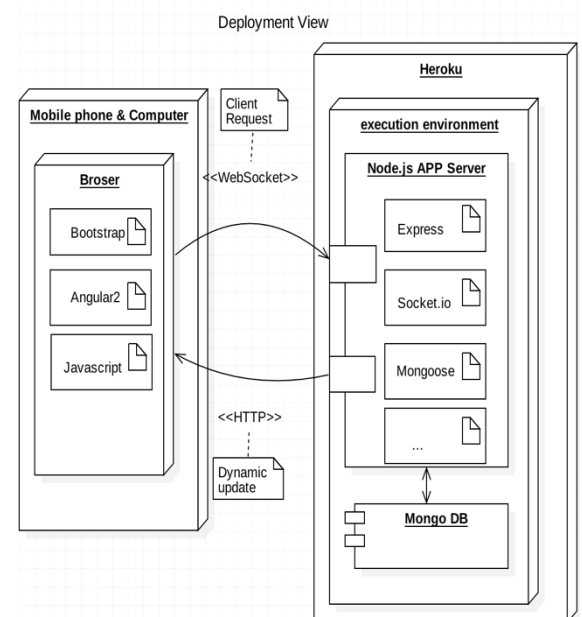 Deployment View
Mobile phone & Computer
Broser
Bootstrap
Angular2
Javascript
Client
Request
<<WebSocket>>
<<HTTP>>
Dynamic
update
Heroku
execution environment
Node.js APP Server
Express
Socket.io
Mongoose
...
Mongo DB